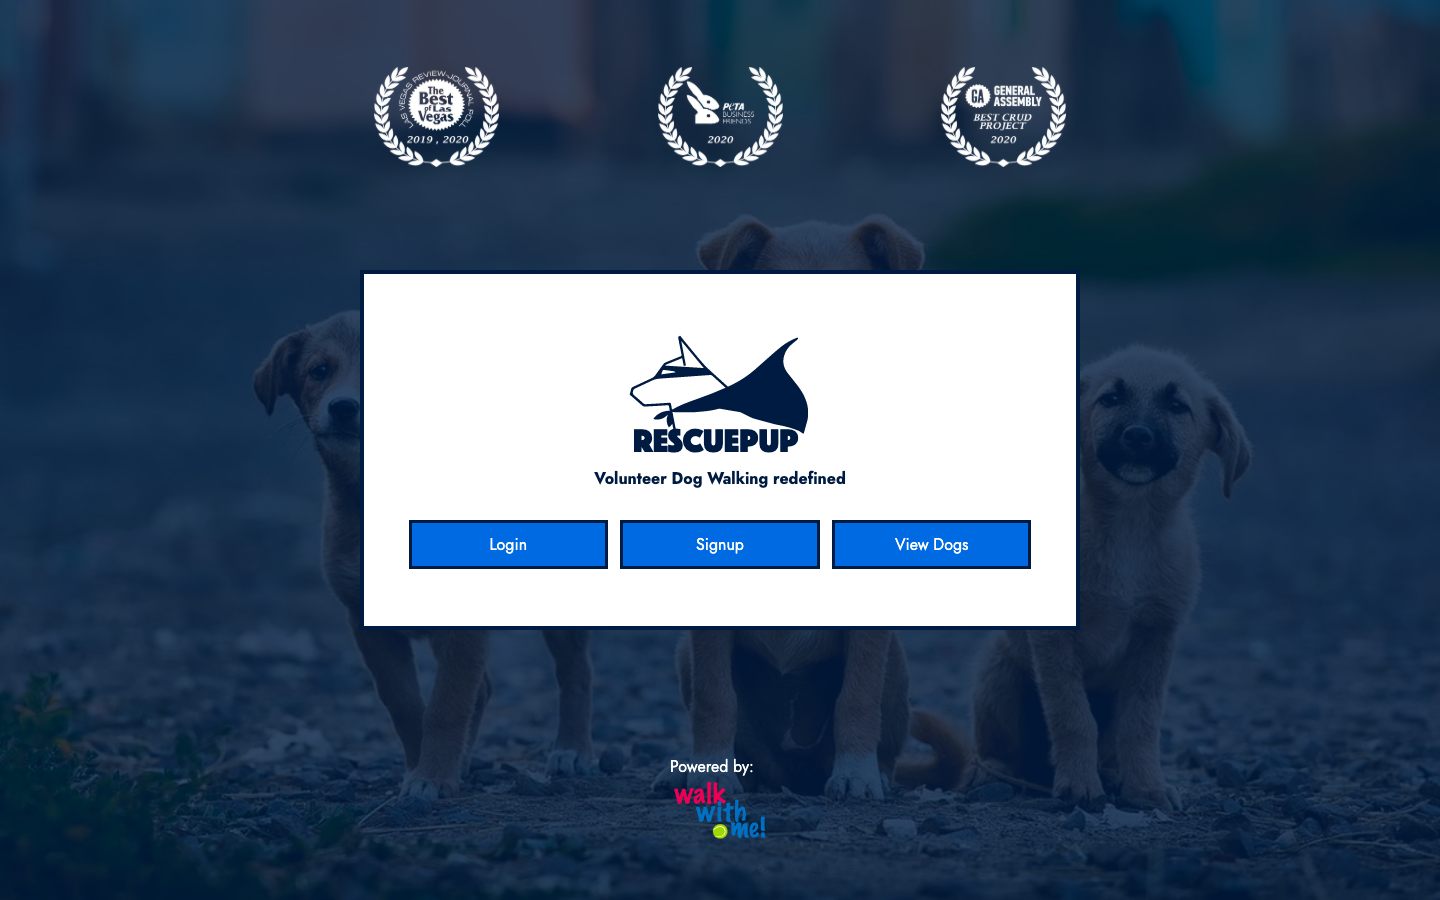 LAS VEGAS REVIEW-JOURNAL POLL
The
Best
of Las
Vegas
2019 , 2020
PETA
BUSINESS
FRIENDS
2020
GA GENERAL
ASSEMBLY
BEST CRUD
PROJECT
2020
RESCUEPUP
Volunteer Dog Walking redefined
Login
Signup
View Dogs
Powered by:
walk
with
me!